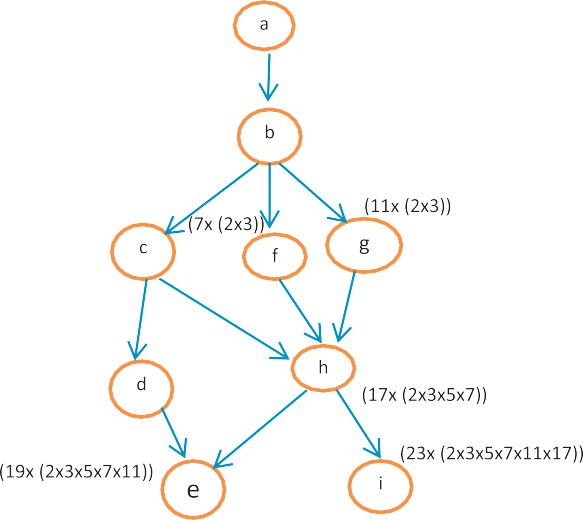 a
b
(11x (2x3))
(7x (2x3))
c
f
g
h
d
(17x (2x3x5x7))
(23x (2x3x5x7x11x17))
(19x (2x3x5x7x11))
e
i